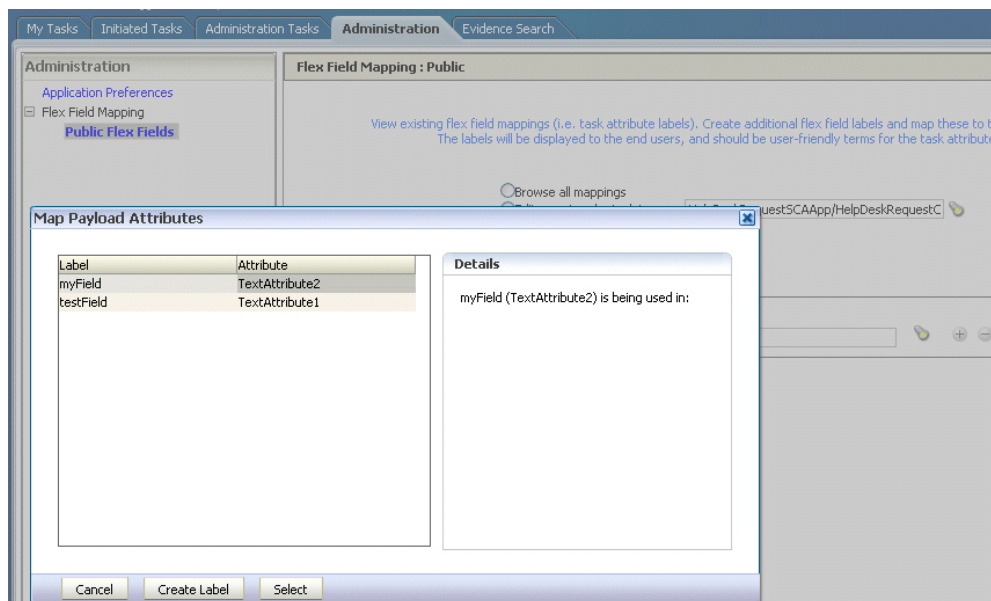 My Tasks Initiated Tasks Administration Tasks Administration Evidence Search
Administration
Application Preferences
Flex Field Mapping
Public Flex Fields
Flex Field Mapping : Public
View existing flex field mappings (i.e. task attribute labels). Create additional flex field labels and map these to t
The labels will be displayed to the end users, and should be user-friendly terms for the task attribute
Browse all mappings
uestSCAApp/HelpDeskRequestC
Map Payload Attributes
Label Attribute
myField TextAttribute2
testField TextAttribute1
Details
myField (TextAttribute2) is being used in:
Cancel Create Label Select